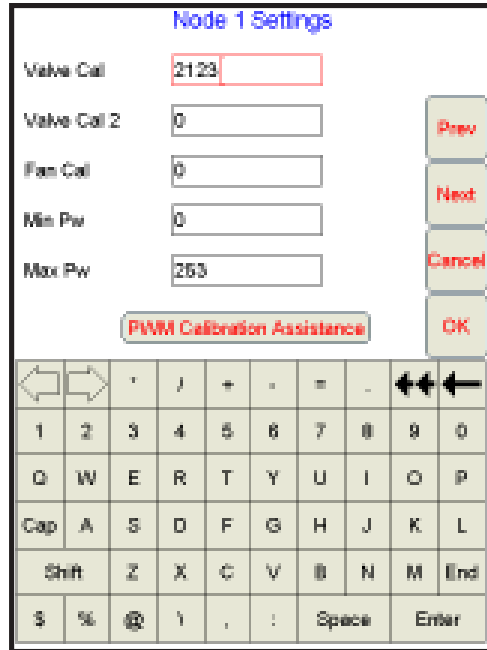 Node 1 Settings
Valve Cal 2123
Valve Cal 2 0
Prev
Fan Cal 0
Next
Min Pw 0
Cancel
Max Pw 253
OK
PWM Calibration Assistance
* / + - = _
1 2 3 4 5 6 7 8 9 0
Q W E R T Y U I O P
Cap A S D F G H J K L
Shift Z X C V B N M End
$ % @ \ , : Space Enter